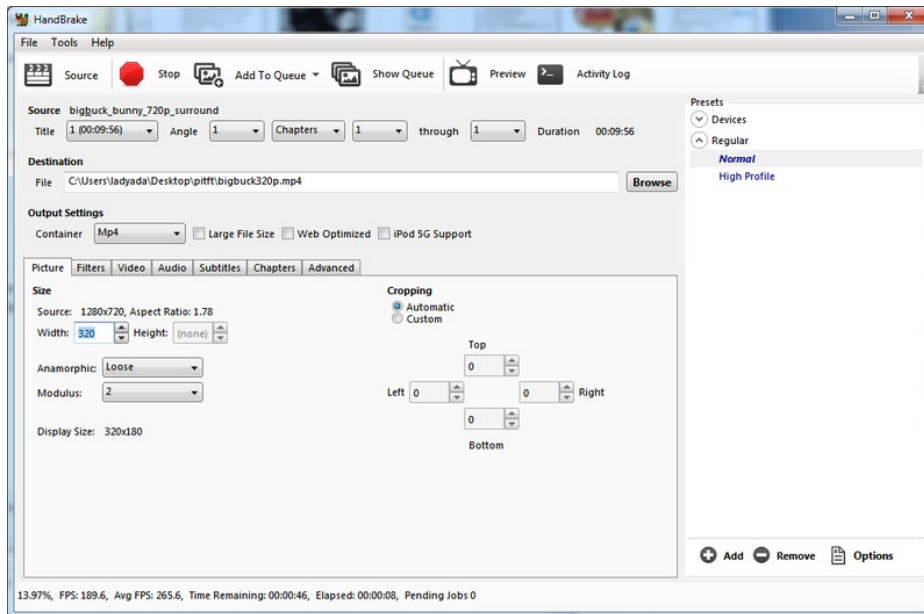 HandBrake
File Tools Help
Source Stop Add To Queue Show Queue Preview Activity Log
Source bigbuck_bunny_720p_surround
Title 1 (00:09:56) Angle 1 Chapters 1 through 1 Duration 00:09:56
Destination
File C:\Users\ladyada\Desktop\pitft\bigbuck320p.mp4 Browse
Output Settings
Container Mp4 Large File Size Web Optimized iPod 5G Support
Picture Filters Video Audio Subtitles Chapters Advanced
Size
Source: 1280x720, Aspect Ratio: 1.78
Width: 320 Height: (none)
Anamorphic: Loose
Modulus: 2
Display Size: 320x180
Cropping
Automatic
Custom
Top
0
Left 0 0 Right
0
Bottom
Presets
Devices
Regular
Normal
High Profile
Add Remove Options
13.97%, FPS: 189.6, Avg FPS: 265.6, Time Remaining: 00:00:46, Elapsed: 00:00:08, Pending Jobs 0